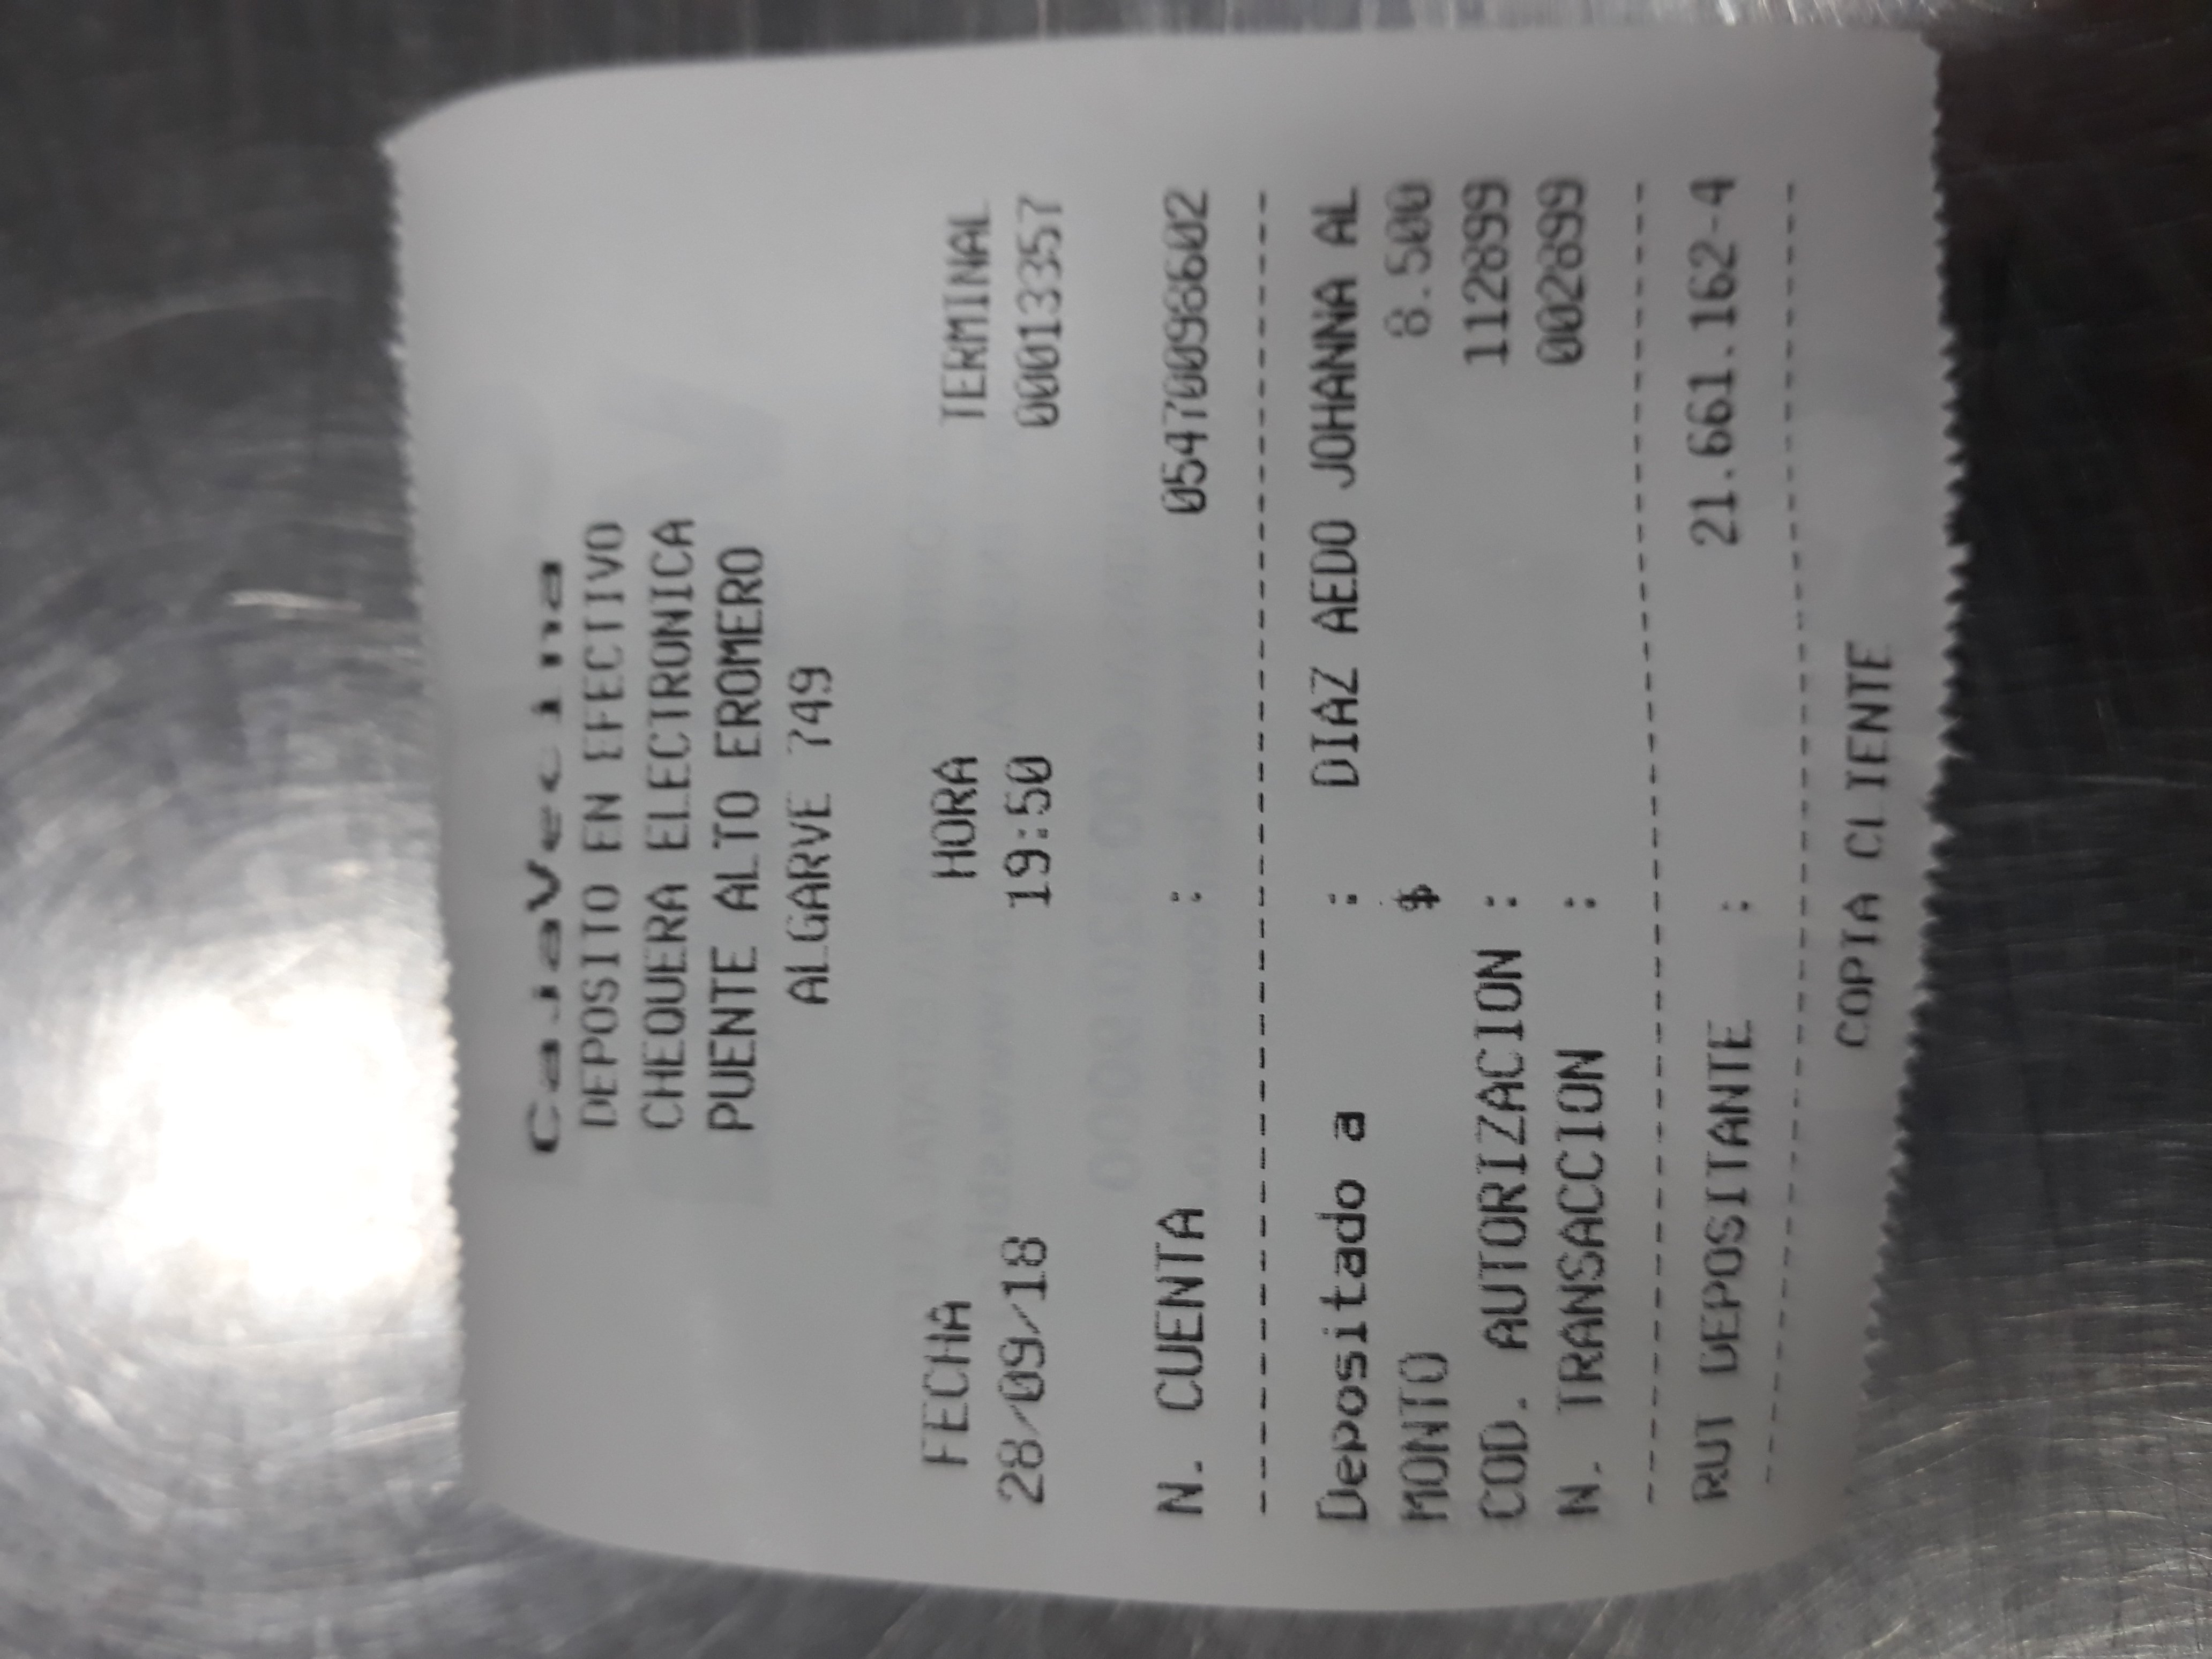 CajaVecina
DEPOSITO EN EFECTIVO
CHEQUERA ELECTRONICA
PUENTE ALTO EROMERO
ALGARVE 749
FECHA HORA TERMINAL
28/09/18 19:50 00013357
N. CUENTA : 05470098602
--------------------------------
Depositado a : DIAZ AEDO JOHANNA AL
MONTO $ 8.500
COD. AUTORIZACION : 112899
N. TRANSACCION : 002899
--------------------------------
RUT DEPOSITANTE : 21.661.162-4
--------------------------------
COPIA CLIENTE